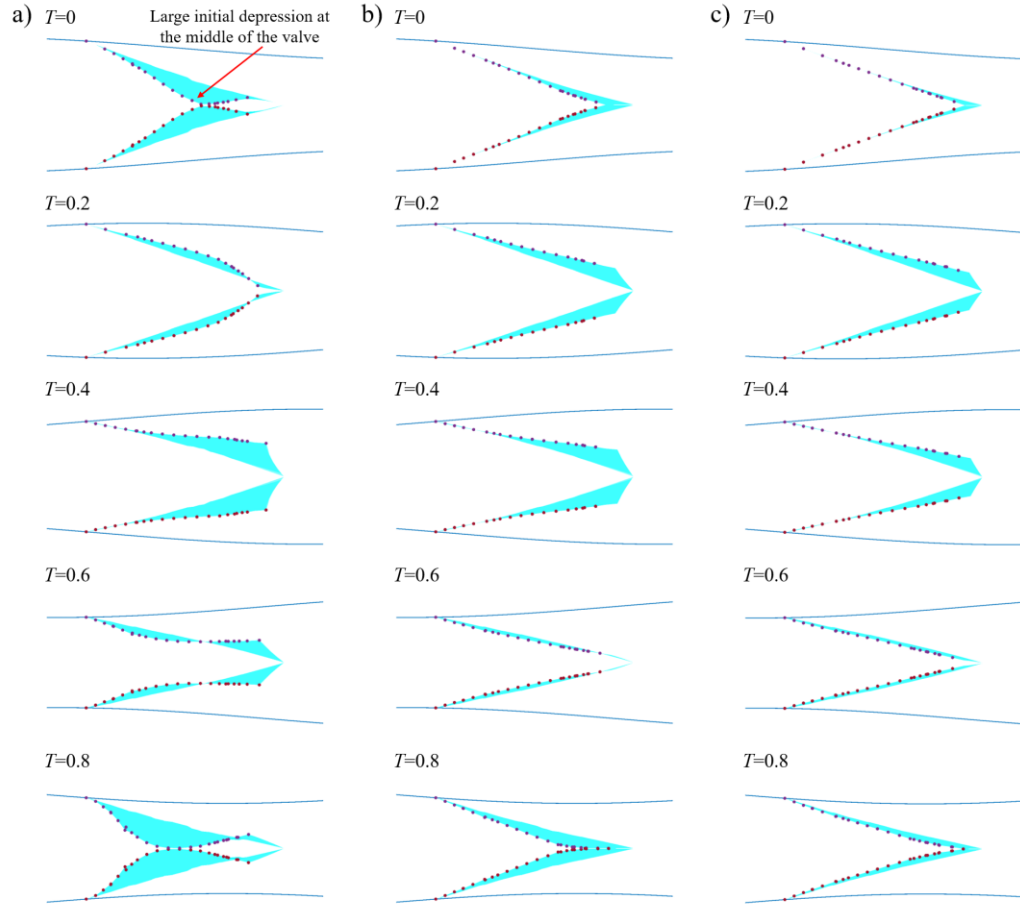 a)
T=0
Large initial depression at
the middle of the valve
b)
T=0
c)
T=0
T=0.2
T=0.2
T=0.2
T=0.4
T=0.4
T=0.4
T=0.6
T=0.6
T=0.6
T=0.8
T=0.8
T=0.8